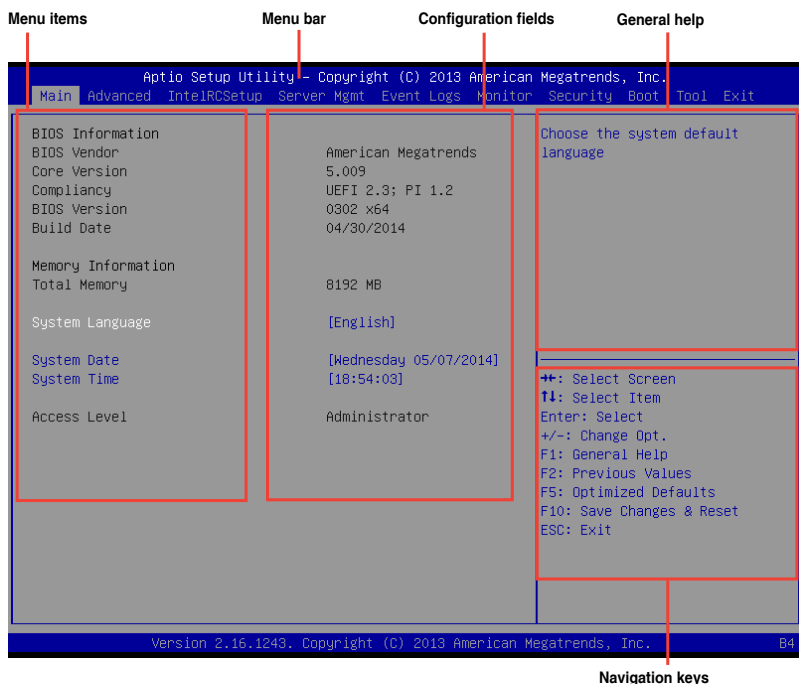 Menu items Menu bar Configuration fields General help
Aptio Setup Utility – Copyright (C) 2013 American Megatrends, Inc.
Main Advanced IntelRCSetup Server Mgmt Event Logs Monitor Security Boot Tool Exit
BIOS Information
BIOS Vendor American Megatrends
Core Version 5.009
Compliancy UEFI 2.3; PI 1.2
BIOS Version 0302 x64
Build Date 04/30/2014
Memory Information
Total Memory 8192 MB
System Language [English]
System Date [Wednesday 05/07/2014]
System Time [18:54:03]
Access Level Administrator
Choose the system default
language
→←: Select Screen
↑↓: Select Item
Enter: Select
+/-: Change Opt.
F1: General Help
F2: Previous Values
F5: Optimized Defaults
F10: Save Changes & Reset
ESC: Exit
Version 2.16.1243. Copyright (C) 2013 American Megatrends, Inc. B4
Navigation keys